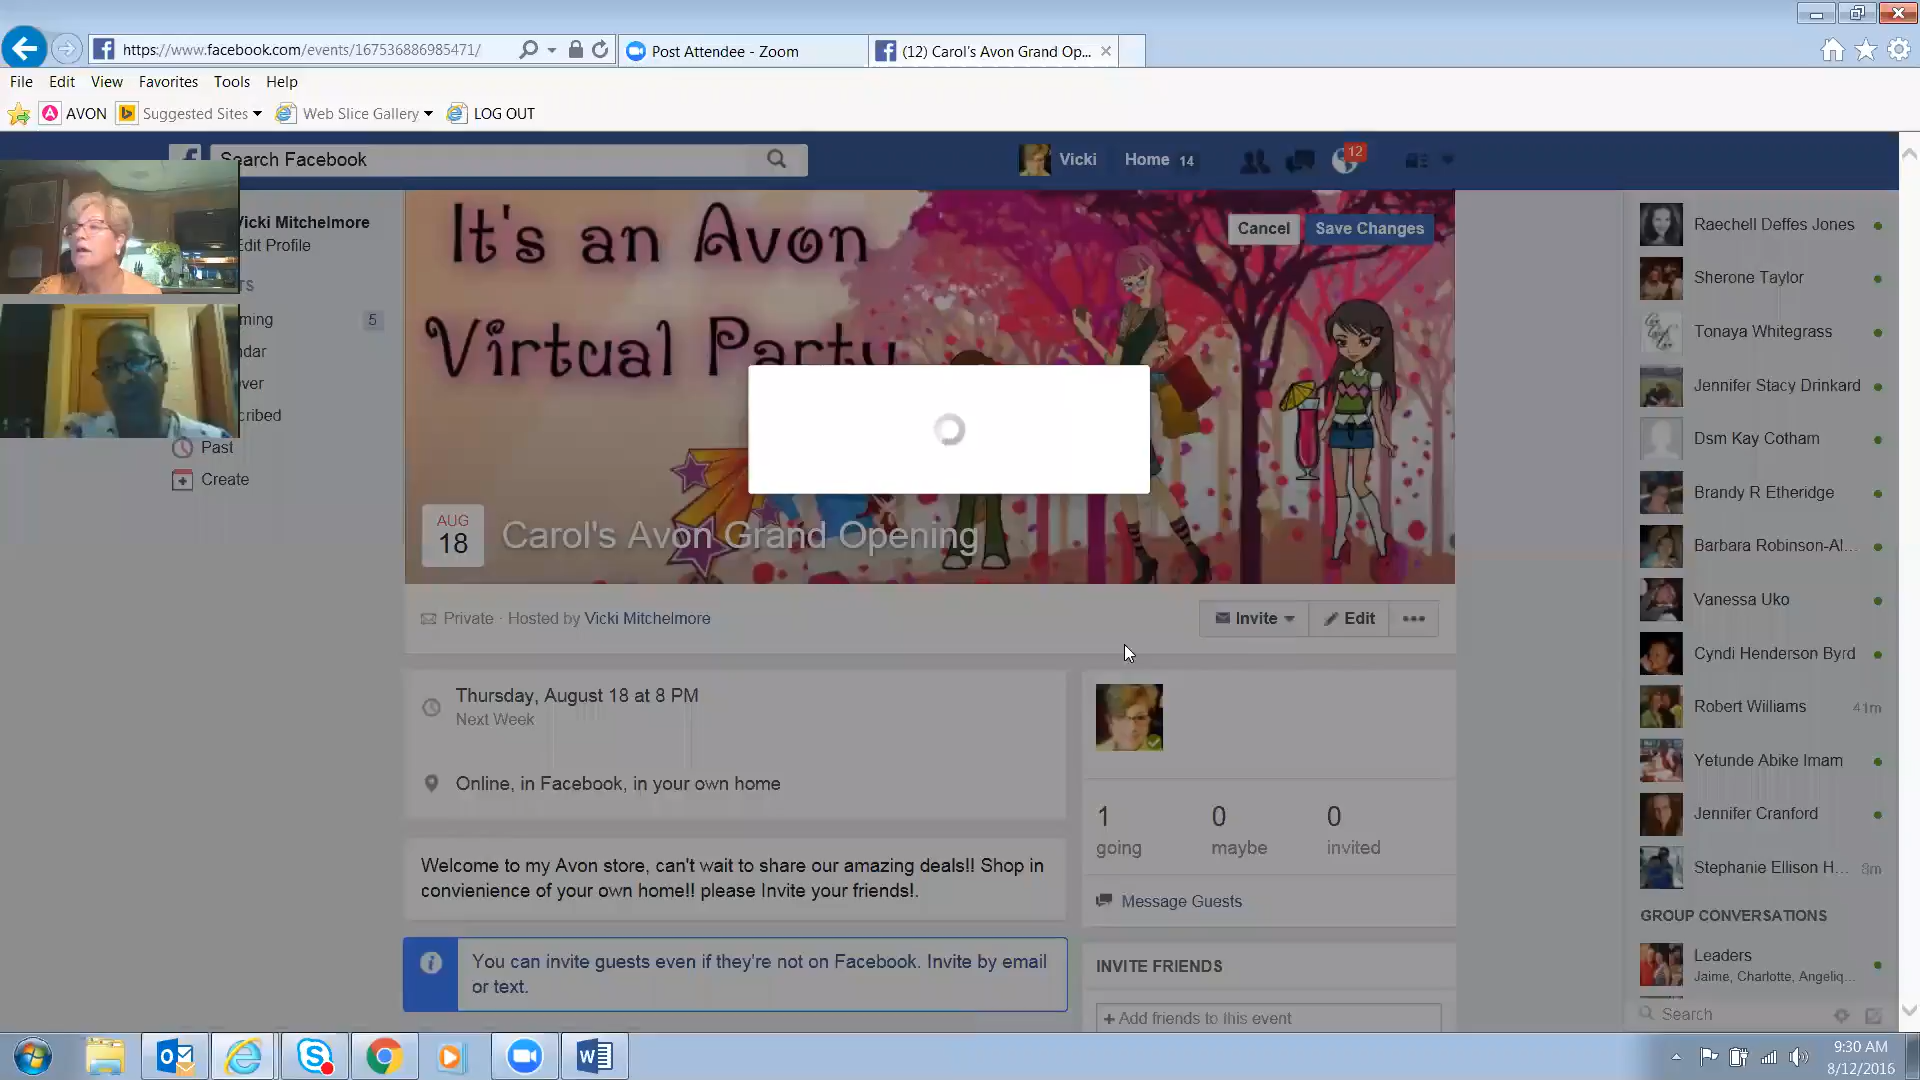 https://www.facebook.com/events/167536886985471/
Post Attendee - Zoom
(12) Carol's Avon Grand Op...
File Edit View Favorites Tools Help
AVON Suggested Sites Web Slice Gallery LOG OUT
Search Facebook
Vicki Home 14
12
Vicki Mitchelmore
Edit Profile
5
Past
Create
It's an Avon
Virtual Party
Cancel
Save Changes
AUG
18
Carol's Avon Grand Opening
Private · Hosted by Vicki Mitchelmore
Invite
Edit
Thursday, August 18 at 8 PM
Next Week
Online, in Facebook, in your own home
Welcome to my Avon store, can't wait to share our amazing deals!! Shop in
convienience of your own home!! please Invite your friends!.
You can invite guests even if they're not on Facebook. Invite by email
or text.
1 0 0
going maybe invited
Message Guests
INVITE FRIENDS
+ Add friends to this event
Raechell Deffes Jones
Sherone Taylor
Tonaya Whitegrass
Jennifer Stacy Drinkard
Dsm Kay Cotham
Brandy R Etheridge
Barbara Robinson-Al...
Vanessa Uko
Cyndi Henderson Byrd
Robert Williams 41m
Yetunde Abike Imam
Jennifer Cranford
Stephanie Ellison H...
GROUP CONVERSATIONS
Leaders
Jaime, Charlotte, Angeliq...
Search
9:30 AM
8/12/2016